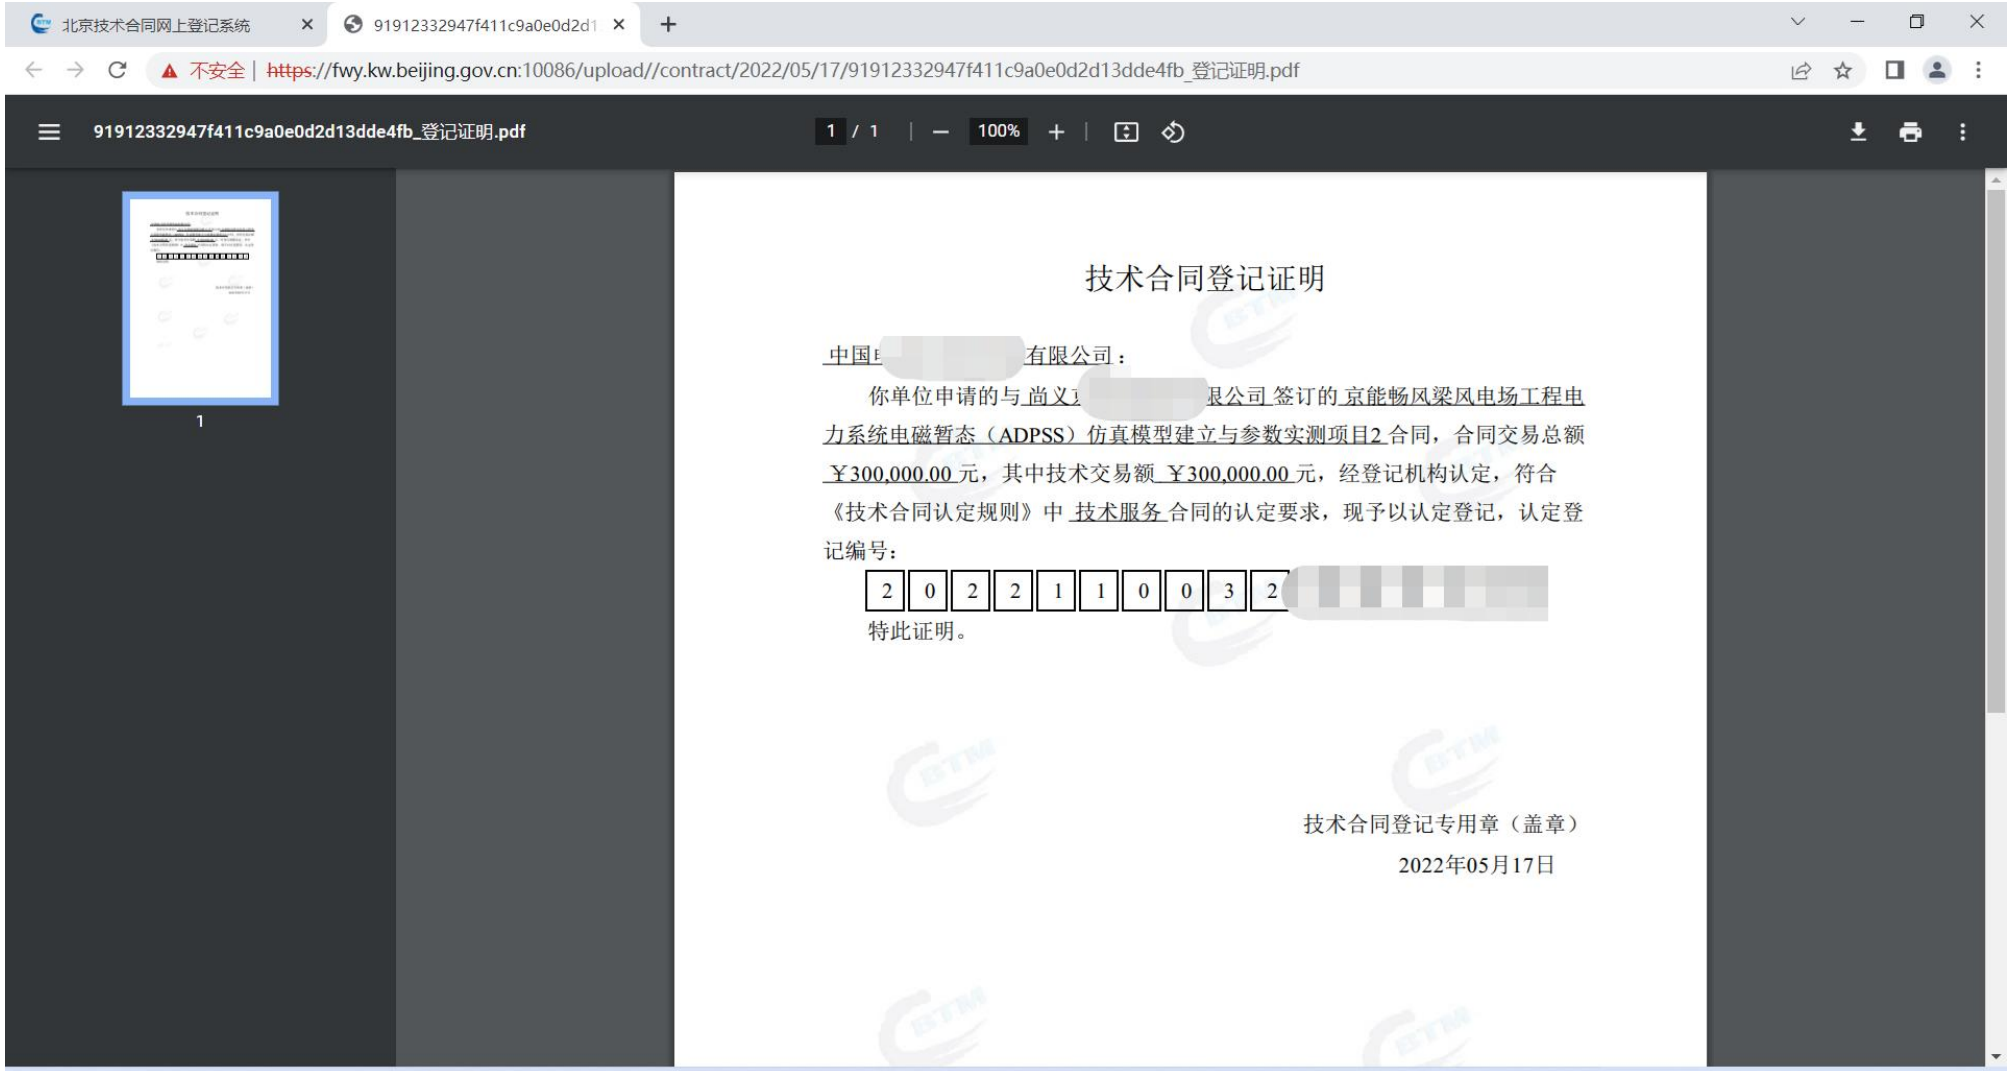 北京技术合同网上登记系统
91912332947f411c9a0e0d2d1
不安全 | https://fwy.kw.beijing.gov.cn:10086/upload//contract/2022/05/17/91912332947f411c9a0e0d2d13dde4fb_登记证明.pdf
91912332947f411c9a0e0d2d13dde4fb_登记证明.pdf
1 / 1
100%
1
技术合同登记证明
中国 有限公司：
你单位申请的与 尚义 限公司 签订的 京能畅风梁风电场工程电
力系统电磁暂态（ADPSS）仿真模型建立与参数实测项目2 合同，合同交易总额
￥300,000.00 元，其中技术交易额 ￥300,000.00 元，经登记机构认定，符合
《技术合同认定规则》中 技术服务 合同的认定要求，现予以认定登记，认定登
记编号：
2 0 2 2 1 1 0 0 3 2
特此证明。
技术合同登记专用章（盖章）
2022年05月17日
BTM
BTM
BTM
BTM
BTM